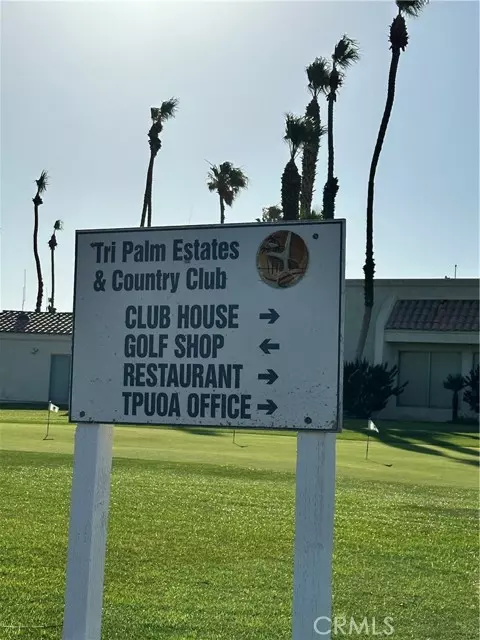 Tri Palm Estates
& Country Club
CLUB HOUSE →
GOLF SHOP ←
RESTAURANT →
TPUOA OFFICE →
CRMLS